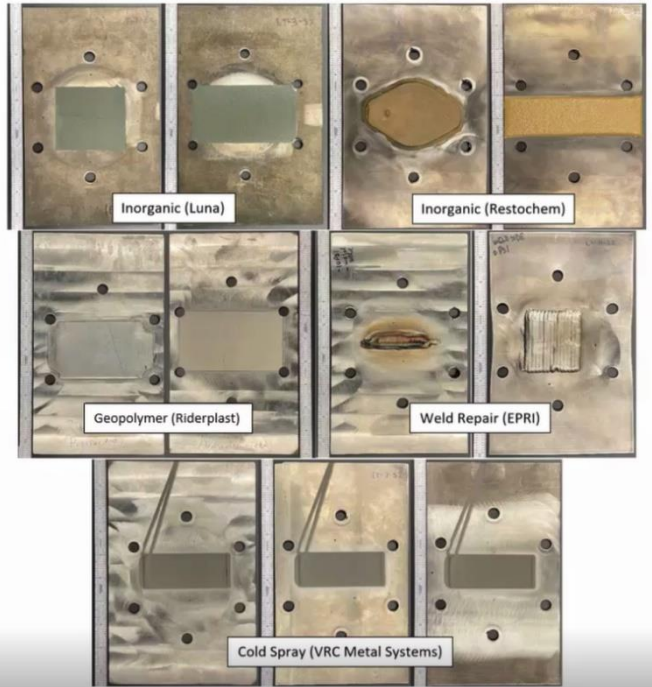 Inorganic (Luna)
Inorganic (Restochem)
Geopolymer (Riderplast)
Weld Repair (EPRI)
Cold Spray (VRC Metal Systems)